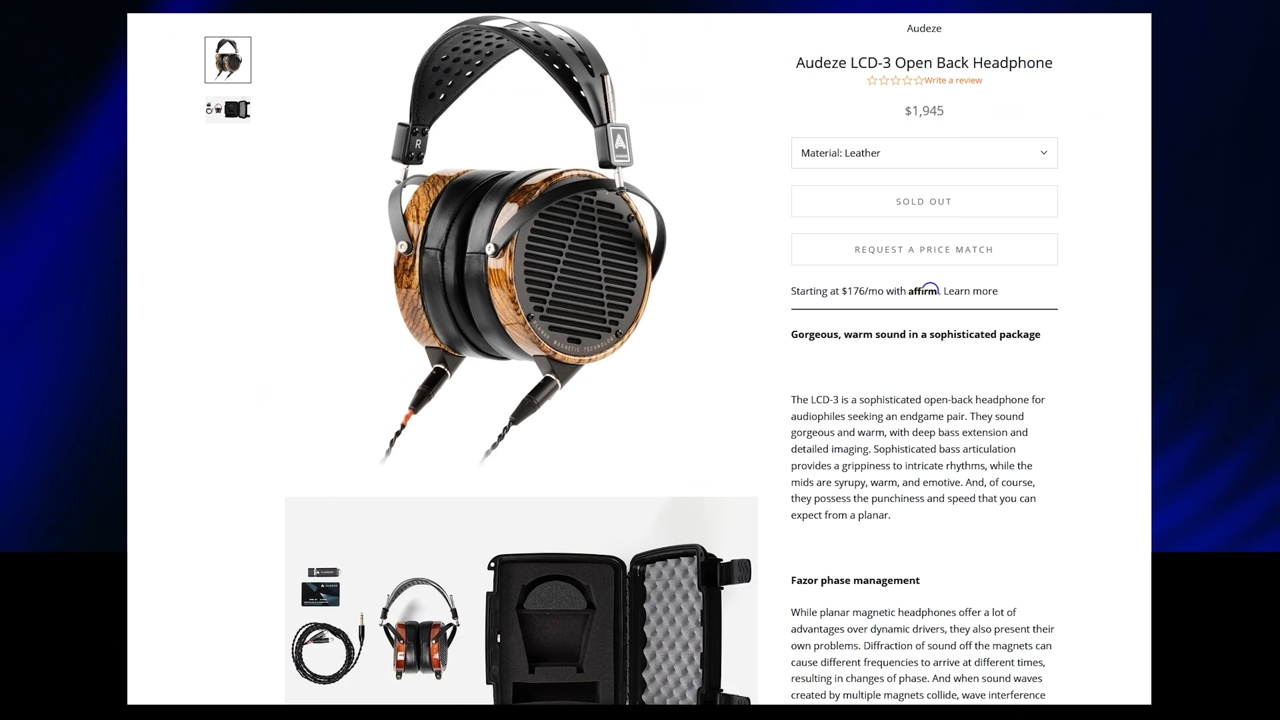 Audeze
Audeze LCD-3 Open Back Headphone
Write a review
$1,945
Material: Leather
SOLD OUT
REQUEST A PRICE MATCH
Starting at $176/mo with affirm. Learn more
Gorgeous, warm sound in a sophisticated package
The LCD-3 is a sophisticated open-back headphone for
audiophiles seeking an endgame pair. They sound
gorgeous and warm, with deep bass extension and
detailed imaging. Sophisticated bass articulation
provides a grippiness to intricate rhythms, while the
mids are syrupy, warm, and emotive. And, of course,
they possess the punchiness and speed that you can
expect from a planar.
Fazor phase management
While planar magnetic headphones offer a lot of
advantages over dynamic drivers, they also present their
own problems. Diffraction of sound off the magnets can
cause different frequencies to arrive at different times,
resulting in changes of phase. And when sound waves
created by multiple magnets collide, wave interference
R